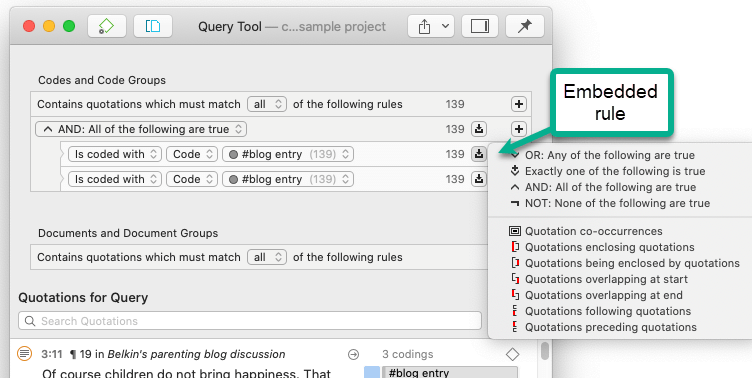 Query Tool — c...sample project
Codes and Code Groups
Contains quotations which must match all of the following rules 139
AND: All of the following are true 139
Is coded with Code #blog entry (139) 139
Is coded with Code #blog entry (139) 139
Embedded
rule
OR: Any of the following are true
Exactly one of the following is true
AND: All of the following are true
NOT: None of the following are true
Quotation co-occurrences
Quotations enclosing quotations
Quotations being enclosed by quotations
Quotations overlapping at start
Quotations overlapping at end
Quotations following quotations
Quotations preceding quotations
Documents and Document Groups
Contains quotations which must match all of the following rules
Quotations for Query
Search Quotations
3:11 ¶ 19 in Belkin's parenting blog discussion 3 codings
Of course children do not bring happiness. That #blog entry